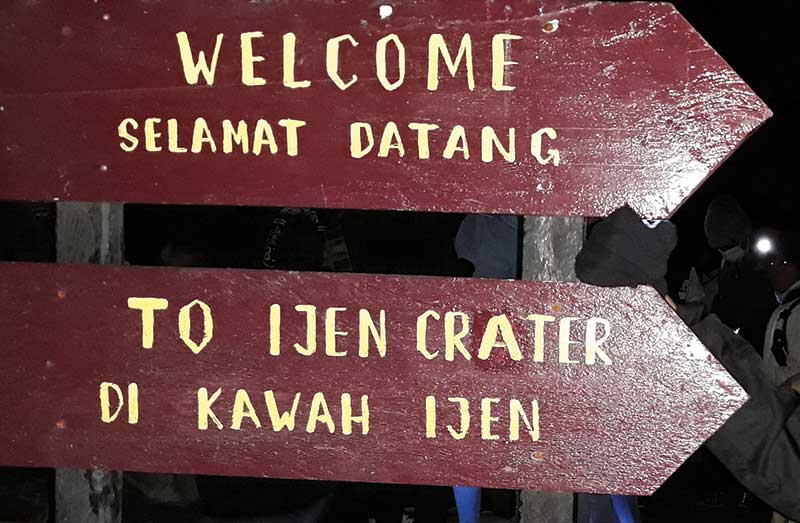 WELCOME
SELAMAT DATANG
TO IJEN CRATER
DI KAWAH IJEN